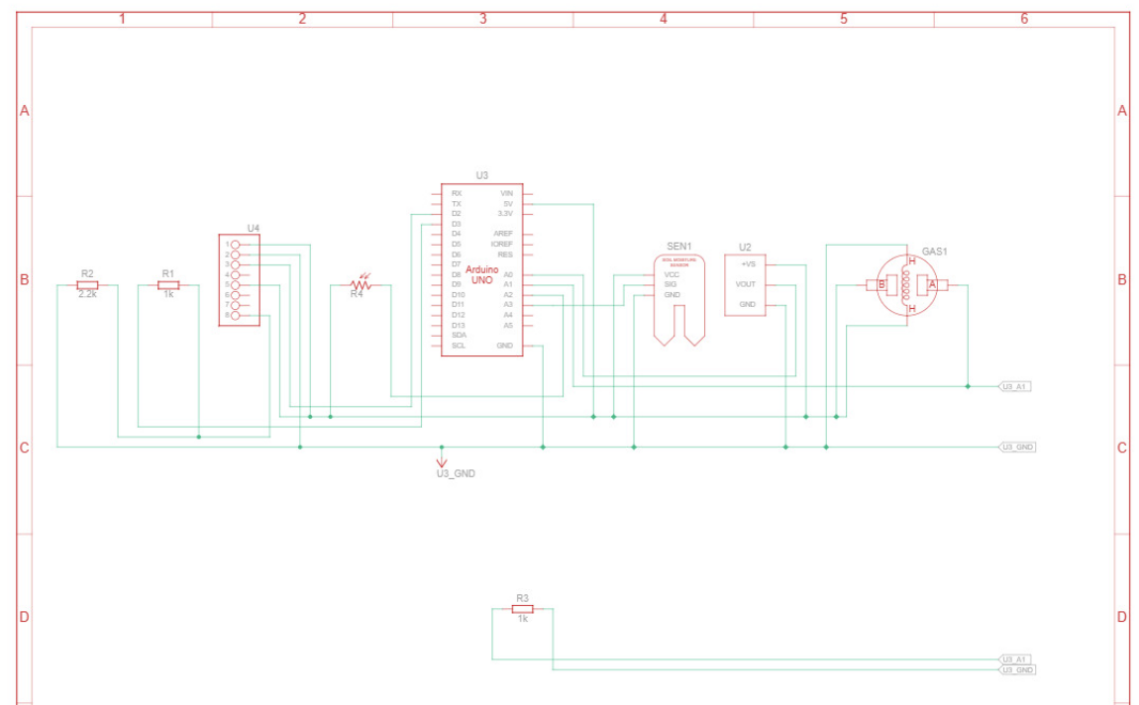 1 2 3 4 5 6
A A
U3
RX VIN
TX 5V
D2 3.3V
D3
D4 AREF
D5 IOREF
D6 RES
D7
D8 A0
D9 A1
D10 A2
D11 A3
D12 A4
D13 A5
SDA
SCL GND
Arduino
UNO
U4
1
2
3
4
5
6
7
8
SEN1
SOIL MOISTURE
SENSOR
VCC
SIG
GND
U2
+VS
VOUT
GND
GAS1
H
B A
H
B B
R2
2.2k
R1
1k
R4
U3_A1
C C
U3_GND
U3_GND
R3
1k
D D
U3_A1
U3_GND